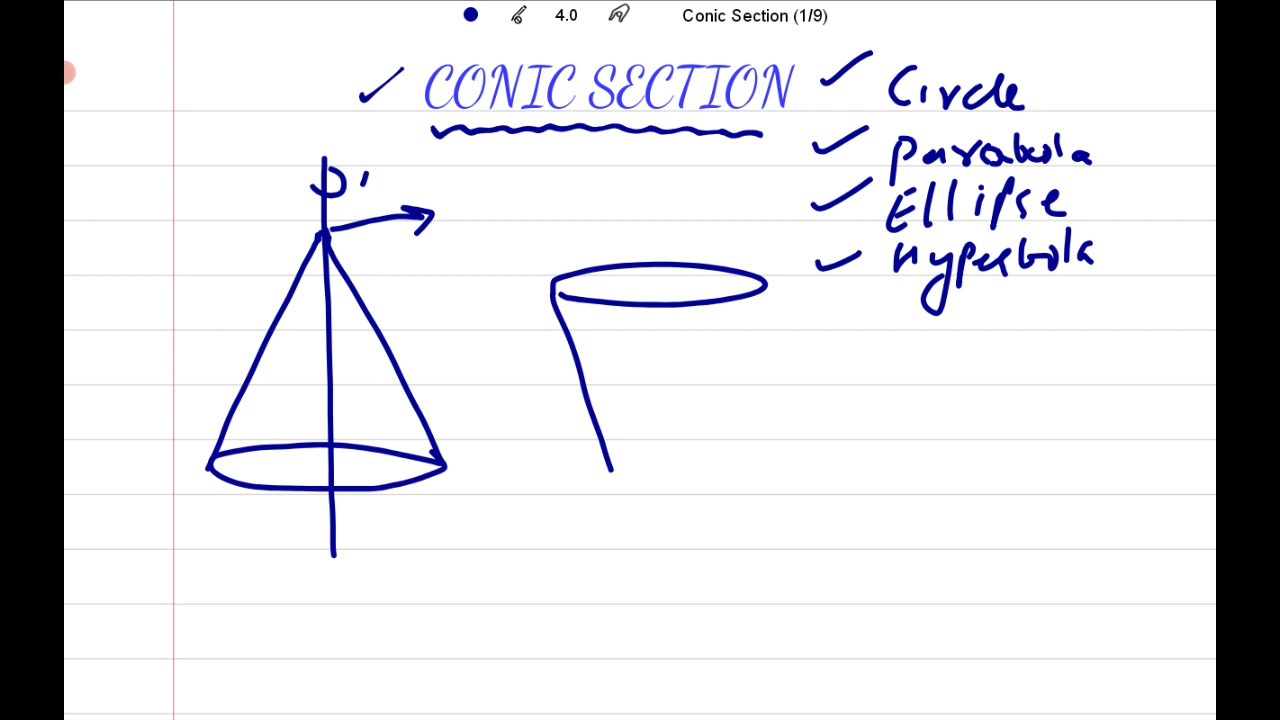 4.0 Conic Section (1/9)
CONIC SECTION
Circle
Parabola
Ellipse
Hyperbola